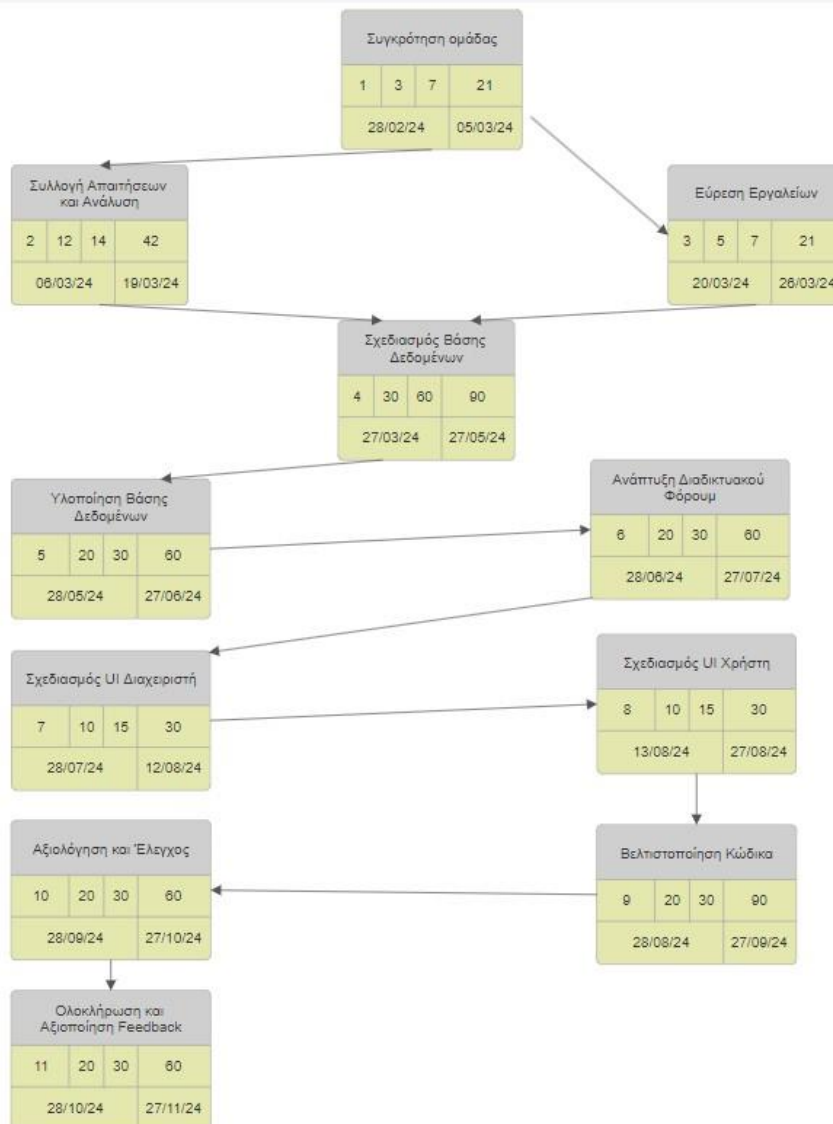 Συγκρότηση ομάδας
1 3 7 21
28/02/24 05/03/24
Συλλογή Απαιτήσεων
και Ανάλυση
2 12 14 42
06/03/24 19/03/24
Εύρεση Εργαλείων
3 5 7 21
20/03/24 26/03/24
Σχεδιασμός Βάσης
Δεδομένων
4 30 60 90
27/03/24 27/05/24
Υλοποίηση Βάσης
Δεδομένων
5 20 30 60
28/05/24 27/06/24
Ανάπτυξη Διαδικτυακού
Φόρουμ
6 20 30 60
28/06/24 27/07/24
Σχεδιασμός UI Διαχειριστή
7 10 15 30
28/07/24 12/08/24
Σχεδιασμός UI Χρήστη
8 10 15 30
13/08/24 27/08/24
Αξιολόγηση και Έλεγχος
10 20 30 60
28/09/24 27/10/24
Βελτιστοποίηση Κώδικα
9 20 30 90
28/08/24 27/09/24
Ολοκλήρωση και
Αξιοποίηση Feedback
11 20 30 60
28/10/24 27/11/24